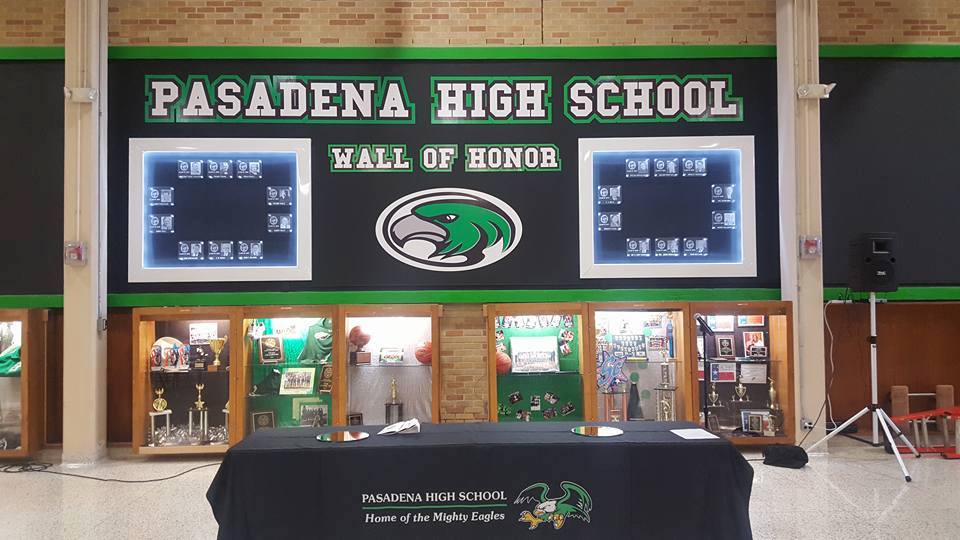 PASADENA HIGH SCHOOL
WALL OF HONOR
PASADENA HIGH SCHOOL
Home of the Mighty Eagles